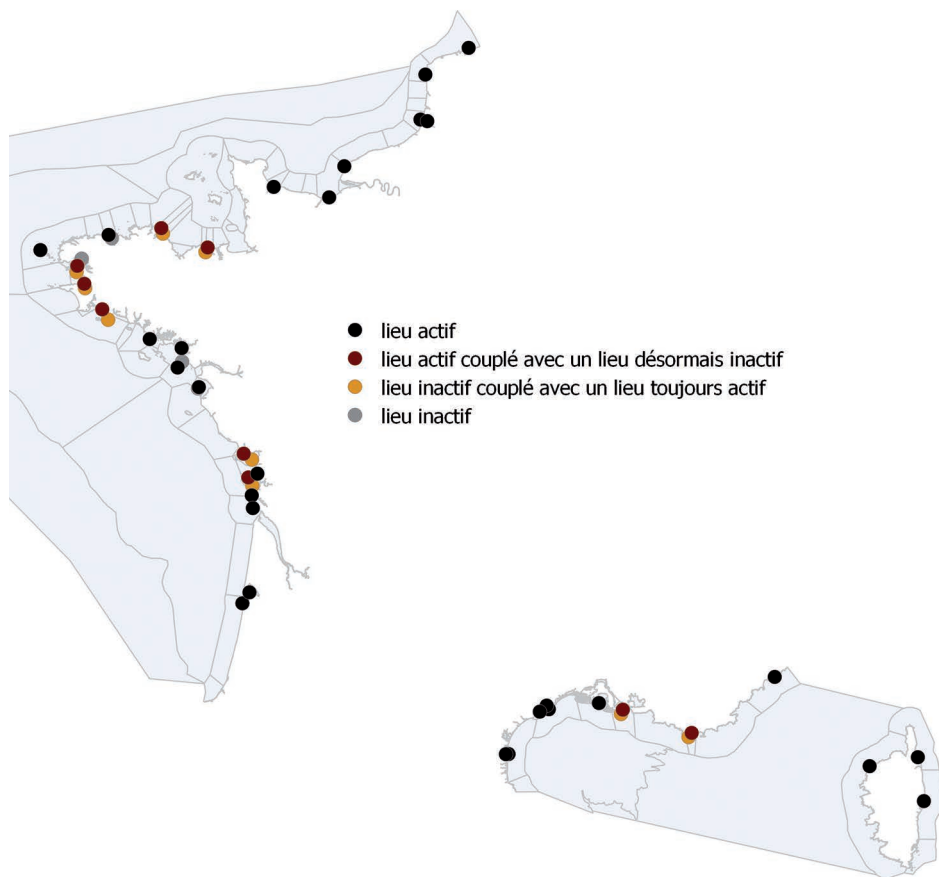 lieu actif
lieu actif couplé avec un lieu désormais inactif
lieu inactif couplé avec un lieu toujours actif
lieu inactif